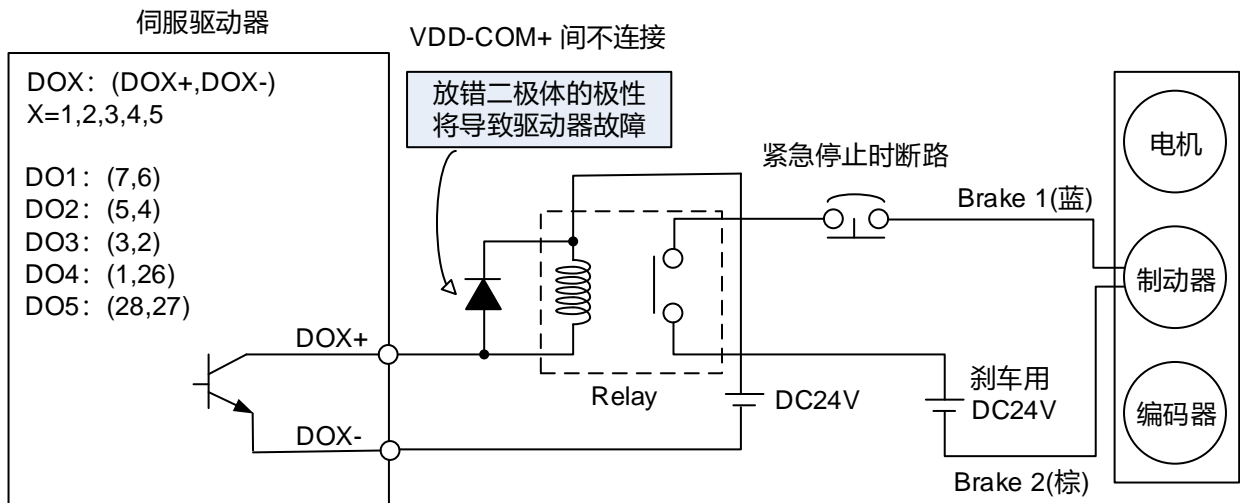 伺服驱动器
VDD-COM+ 间不连接
DOX：(DOX+,DOX-)
X=1,2,3,4,5
DO1：(7,6)
DO2：(5,4)
DO3：(3,2)
DO4：(1,26)
DO5：(28,27)
放错二极体的极性
将导致驱动器故障
紧急停止时断路
Brake 1(蓝)
电机
制动器
编码器
DOX+
DOX-
Relay
DC24V
刹车用
DC24V
Brake 2(棕)